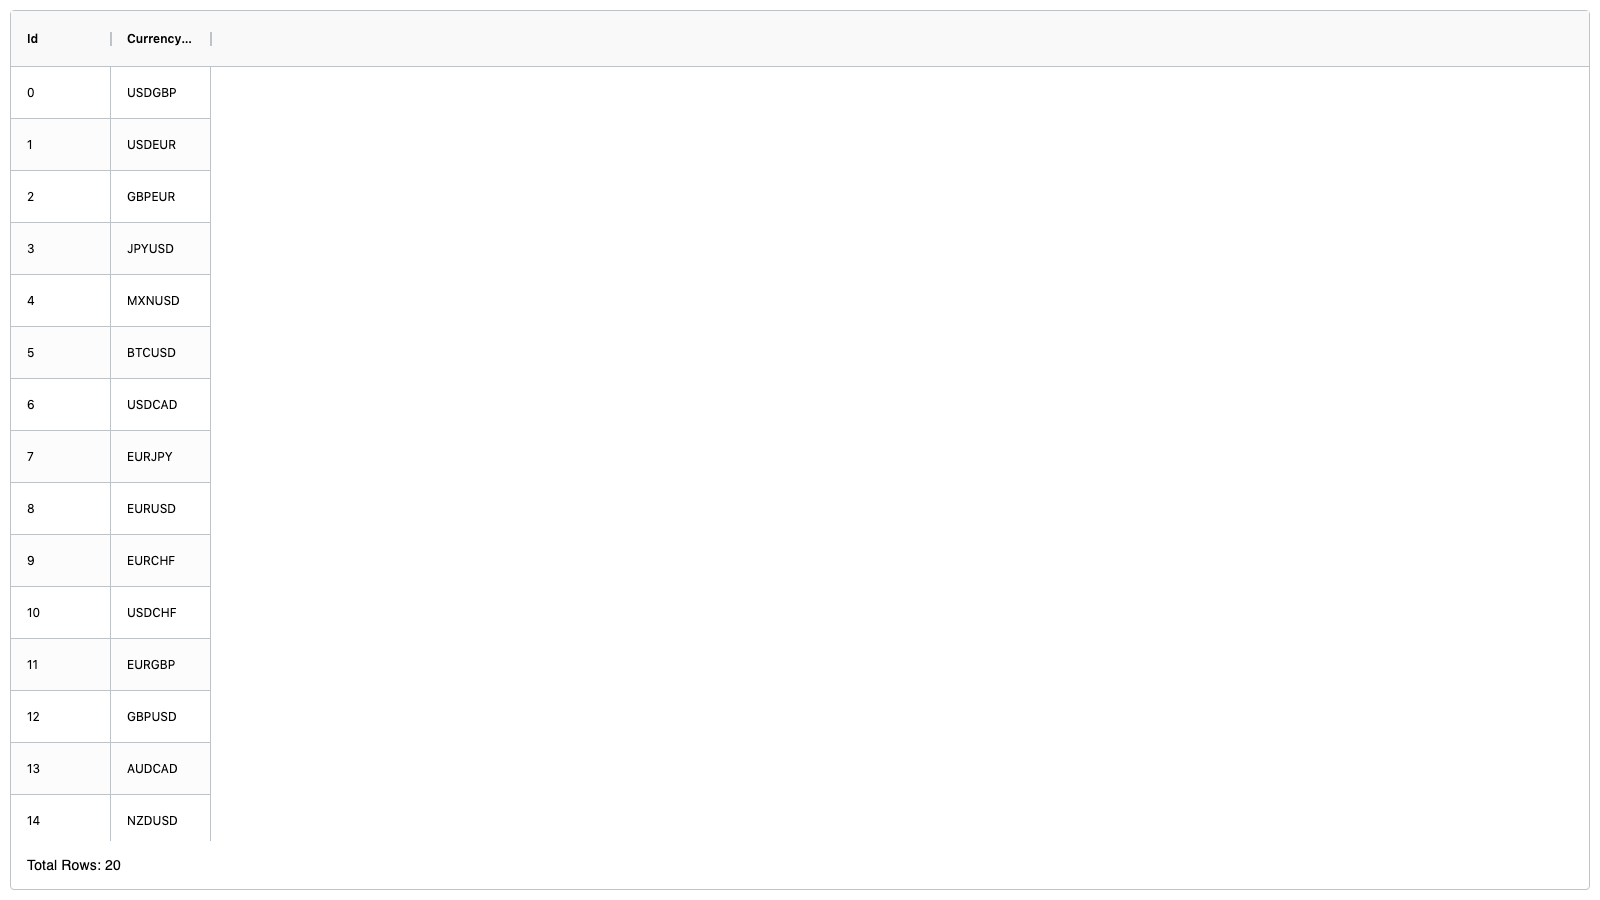 Id Currency...
0 USDGBP
1 USDEUR
2 GBPEUR
3 JPYUSD
4 MXNUSD
5 BTCUSD
6 USDCAD
7 EURJPY
8 EURUSD
9 EURCHF
10 USDCHF
11 EURGBP
12 GBPUSD
13 AUDCAD
14 NZDUSD
Total Rows: 20